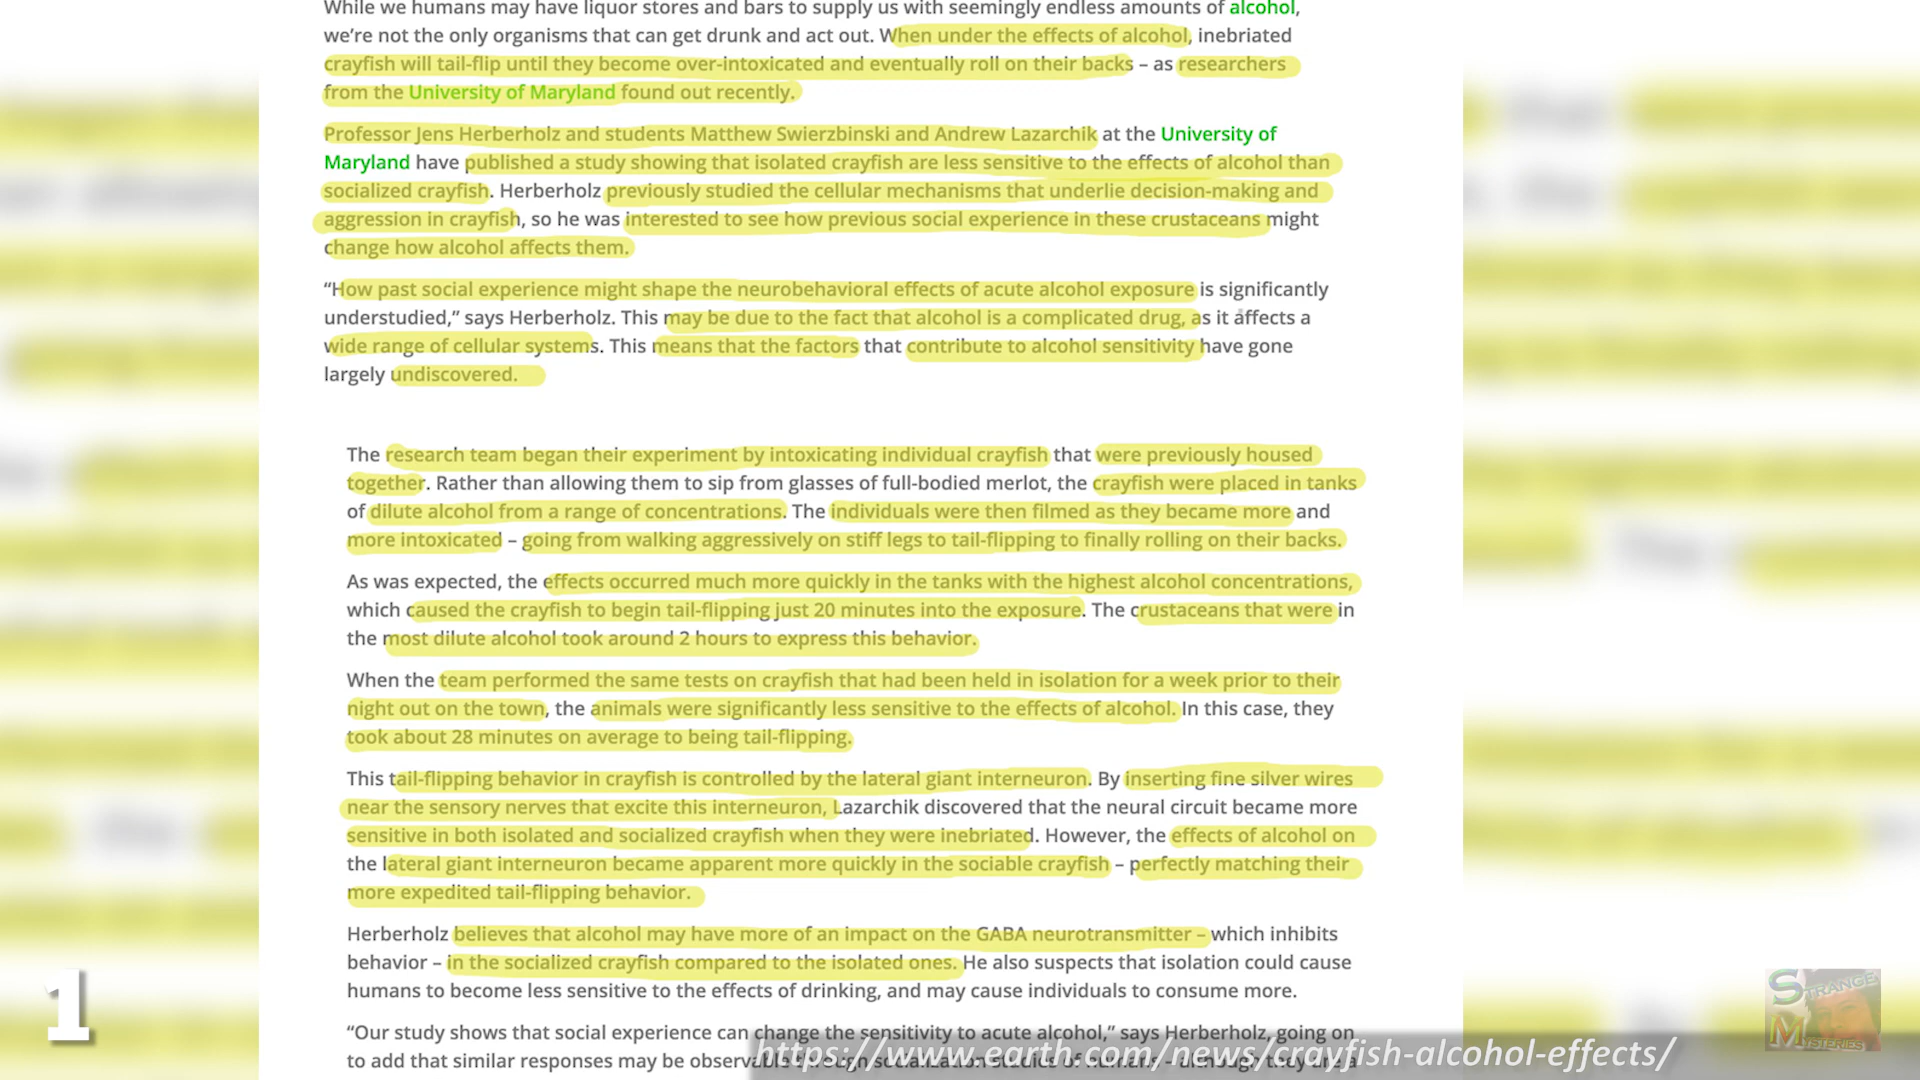 While we humans may have liquor stores and bars to supply us with seemingly endless amounts of alcohol,
we’re not the only organisms that can get drunk and act out. When under the effects of alcohol, inebriated
crayfish will tail-flip until they become over-intoxicated and eventually roll on their backs – as researchers
from the University of Maryland found out recently.
Professor Jens Herberholz and students Matthew Swierzbinski and Andrew Lazarchik at the University of
Maryland have published a study showing that isolated crayfish are less sensitive to the effects of alcohol than
socialized crayfish. Herberholz previously studied the cellular mechanisms that underlie decision-making and
aggression in crayfish, so he was interested to see how previous social experience in these crustaceans might
change how alcohol affects them.
“How past social experience might shape the neurobehavioral effects of acute alcohol exposure is significantly
understudied,” says Herberholz. This may be due to the fact that alcohol is a complicated drug, as it affects a
wide range of cellular systems. This means that the factors that contribute to alcohol sensitivity have gone
largely undiscovered.
The research team began their experiment by intoxicating individual crayfish that were previously housed
together. Rather than allowing them to sip from glasses of full-bodied merlot, the crayfish were placed in tanks
of dilute alcohol from a range of concentrations. The individuals were then filmed as they became more and
more intoxicated – going from walking aggressively on stiff legs to tail-flipping to finally rolling on their backs.
As was expected, the effects occurred much more quickly in the tanks with the highest alcohol concentrations,
which caused the crayfish to begin tail-flipping just 20 minutes into the exposure. The crustaceans that were in
the most dilute alcohol took around 2 hours to express this behavior.
When the team performed the same tests on crayfish that had been held in isolation for a week prior to their
night out on the town, the animals were significantly less sensitive to the effects of alcohol. In this case, they
took about 28 minutes on average to being tail-flipping.
This tail-flipping behavior in crayfish is controlled by the lateral giant interneuron. By inserting fine silver wires
near the sensory nerves that excite this interneuron, Lazarchik discovered that the neural circuit became more
sensitive in both isolated and socialized crayfish when they were inebriated. However, the effects of alcohol on
the lateral giant interneuron became apparent more quickly in the sociable crayfish – perfectly matching their
more expedited tail-flipping behavior.
Herberholz believes that alcohol may have more of an impact on the GABA neurotransmitter – which inhibits
behavior – in the socialized crayfish compared to the isolated ones. He also suspects that isolation could cause
humans to become less sensitive to the effects of drinking, and may cause individuals to consume more.
“Our study shows that social experience can change the sensitivity to acute alcohol,” says Herberholz, going on
to add that similar responses may be
https://www.earth.com/news/crayfish-alcohol-effects/
1
STRANGE
MYSTERIES